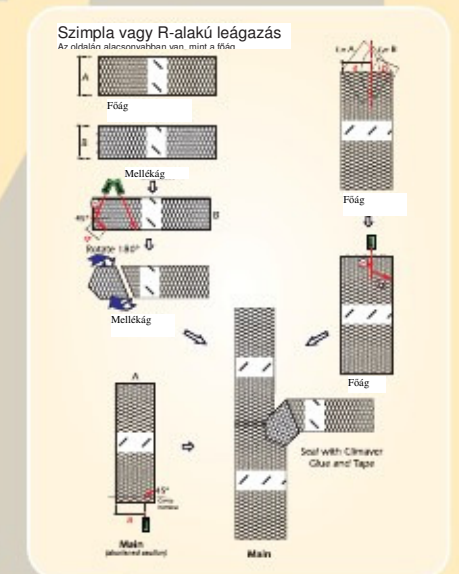 Szimpla vagy R-alakú leágazás
Az oldalág alacsonyabban van, mint a főág
A
Főág
B
Mellékág
45°
B
Rotate 180°
Mellékág
Főág
Főág
A
45°
Main
Seal with Climaver
Glue and Tape
Main